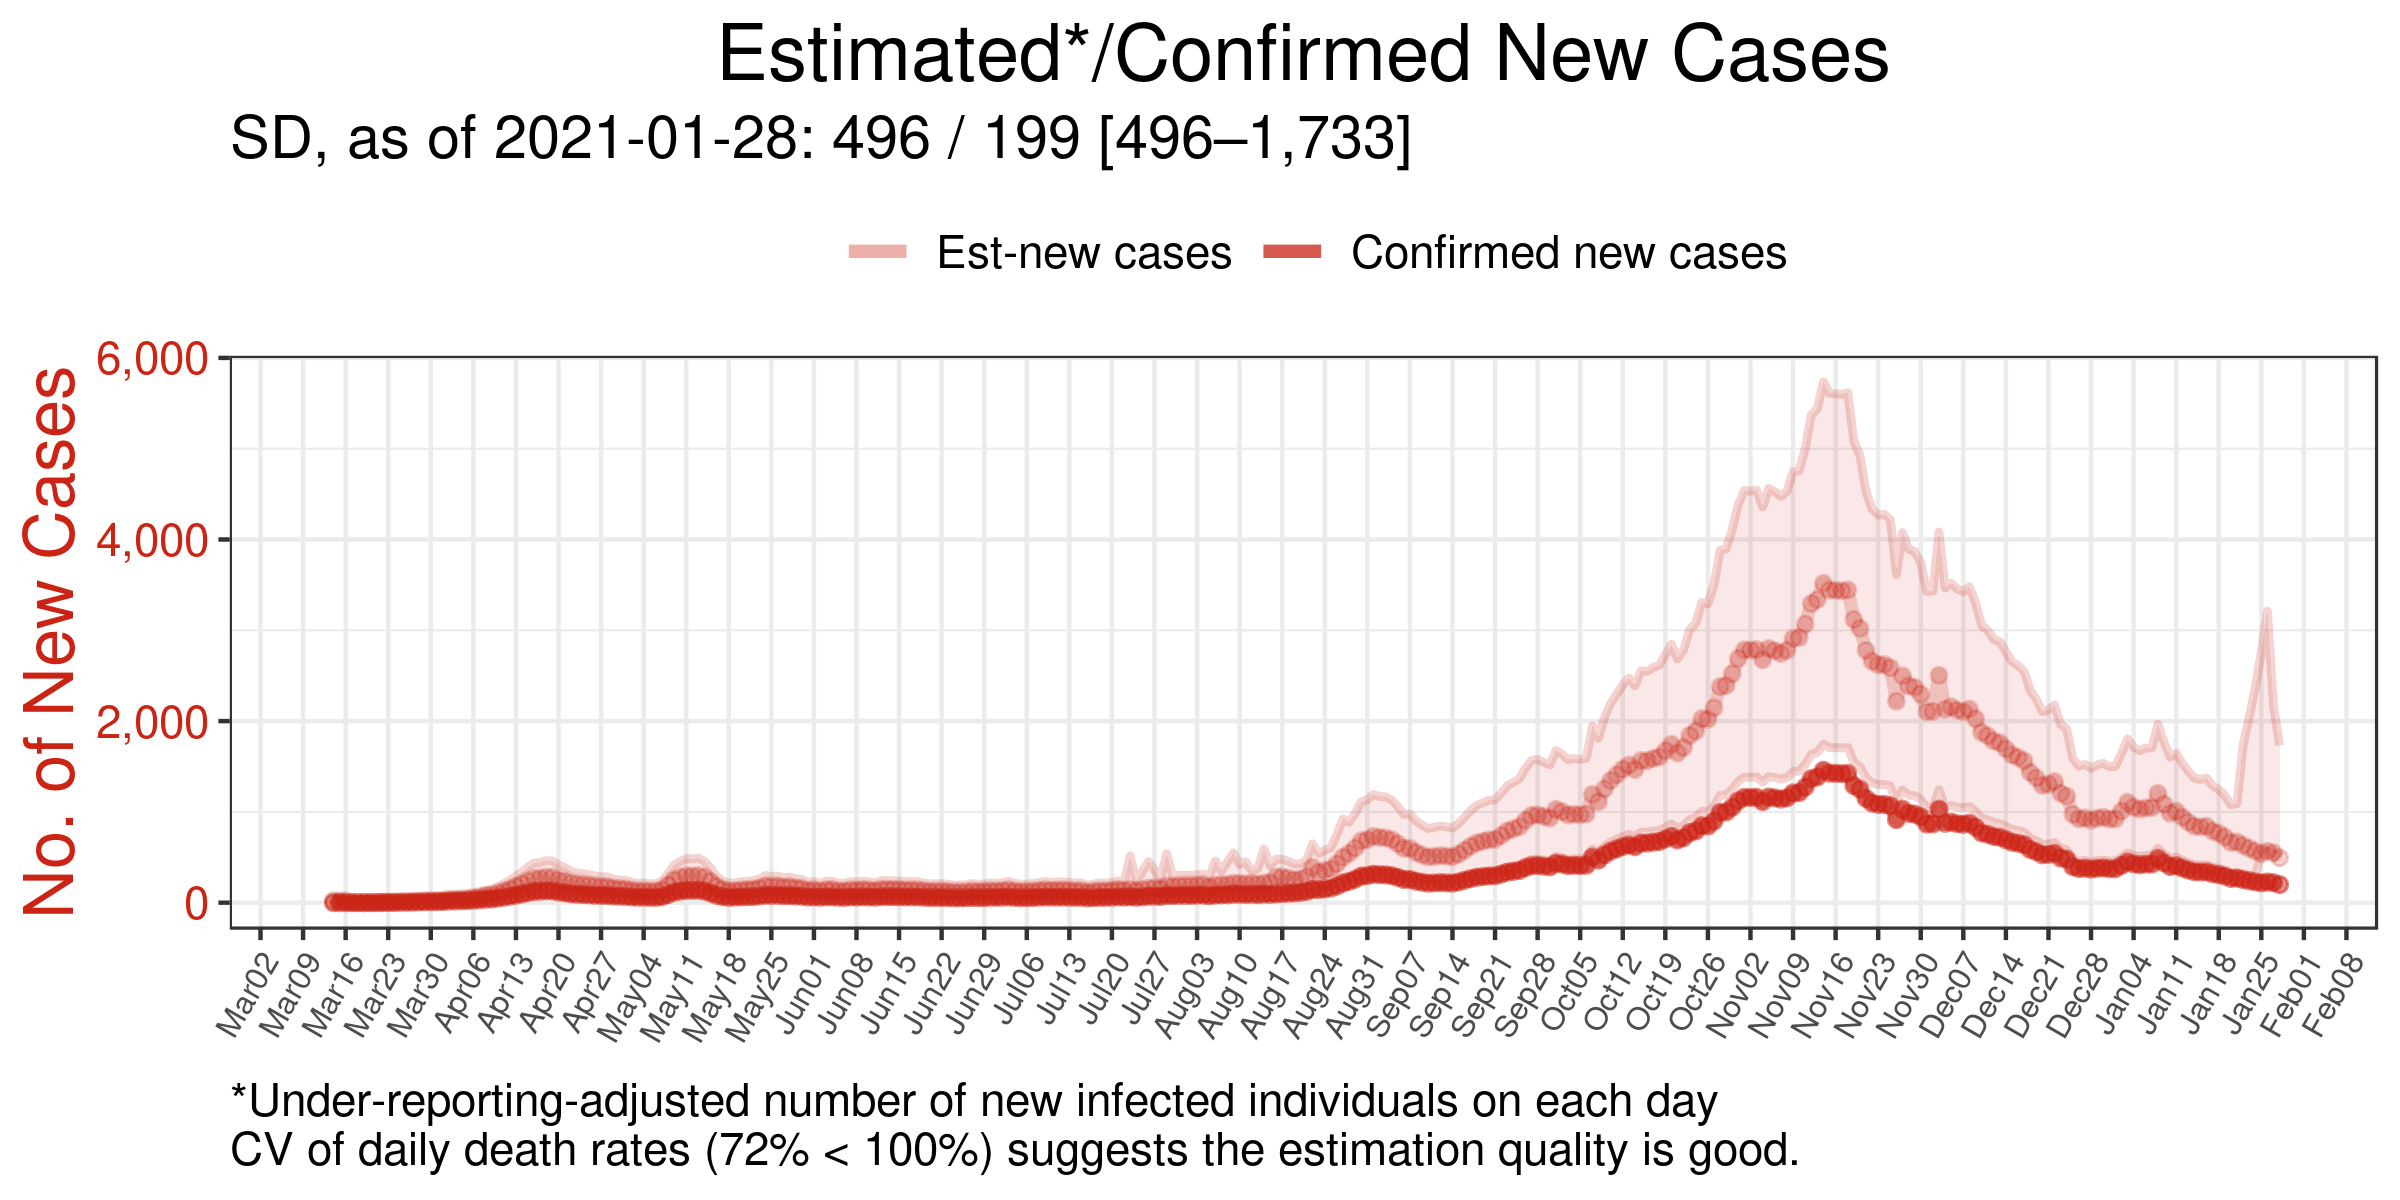 Estimated*/Confirmed New Cases
SD, as of 2021-01-28: 496 / 199 [496–1,733]
Est-new cases
Confirmed new cases
No. of New Cases
6,000
4,000
2,000
0
Mar02
Mar09
Mar16
Mar23
Mar30
Apr06
Apr13
Apr20
Apr27
May04
May11
May18
May25
Jun01
Jun08
Jun15
Jun22
Jun29
Jul06
Jul13
Jul20
Jul27
Aug03
Aug10
Aug17
Aug24
Aug31
Sep07
Sep14
Sep21
Sep28
Oct05
Oct12
Oct19
Oct26
Nov02
Nov09
Nov16
Nov23
Nov30
Dec07
Dec14
Dec21
Dec28
Jan04
Jan11
Jan18
Jan25
Feb01
Feb08
*Under-reporting-adjusted number of new infected individuals on each day
CV of daily death rates (72% < 100%) suggests the estimation quality is good.